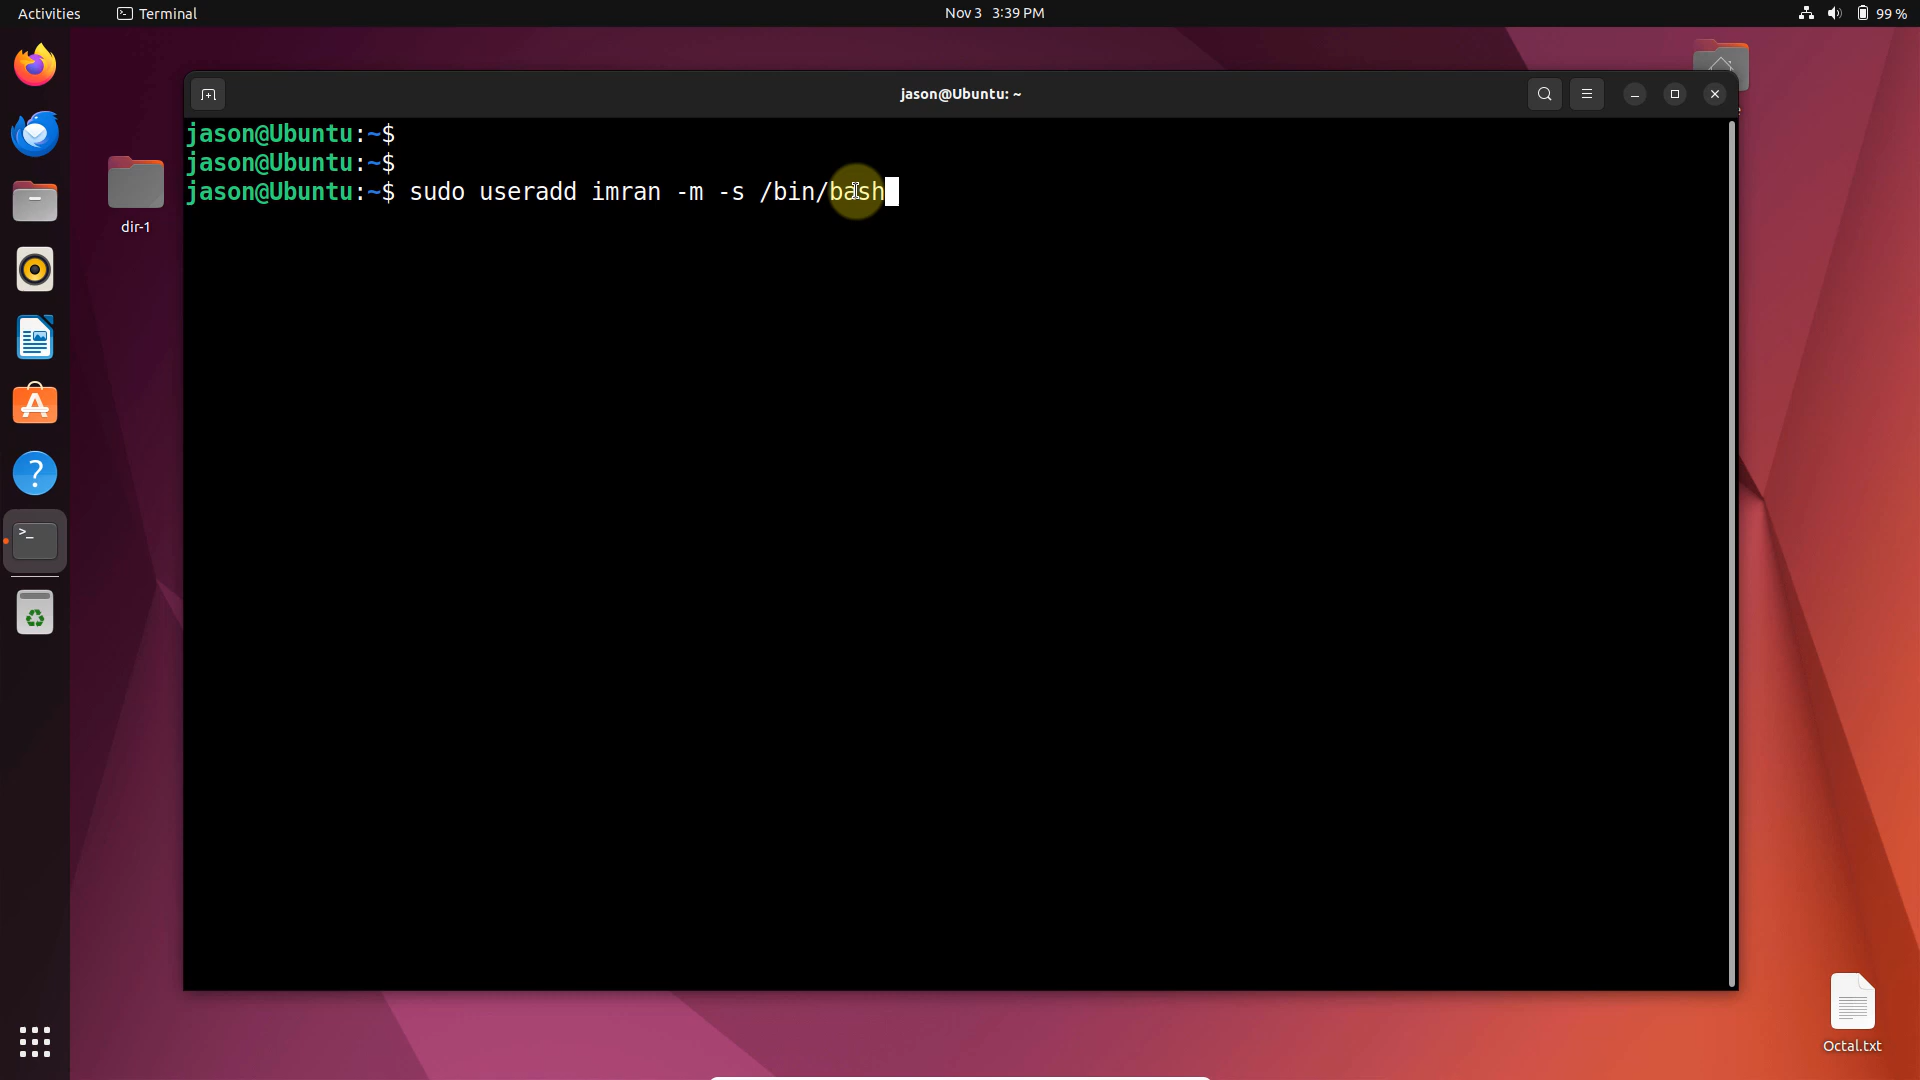 Activities
Terminal
Nov 3 3:39 PM
99 %
jason@Ubuntu: ~
jason@Ubuntu:~$
jason@Ubuntu:~$
jason@Ubuntu:~$ sudo useradd imran -m -s /bin/bash
dir-1
Octal.txt